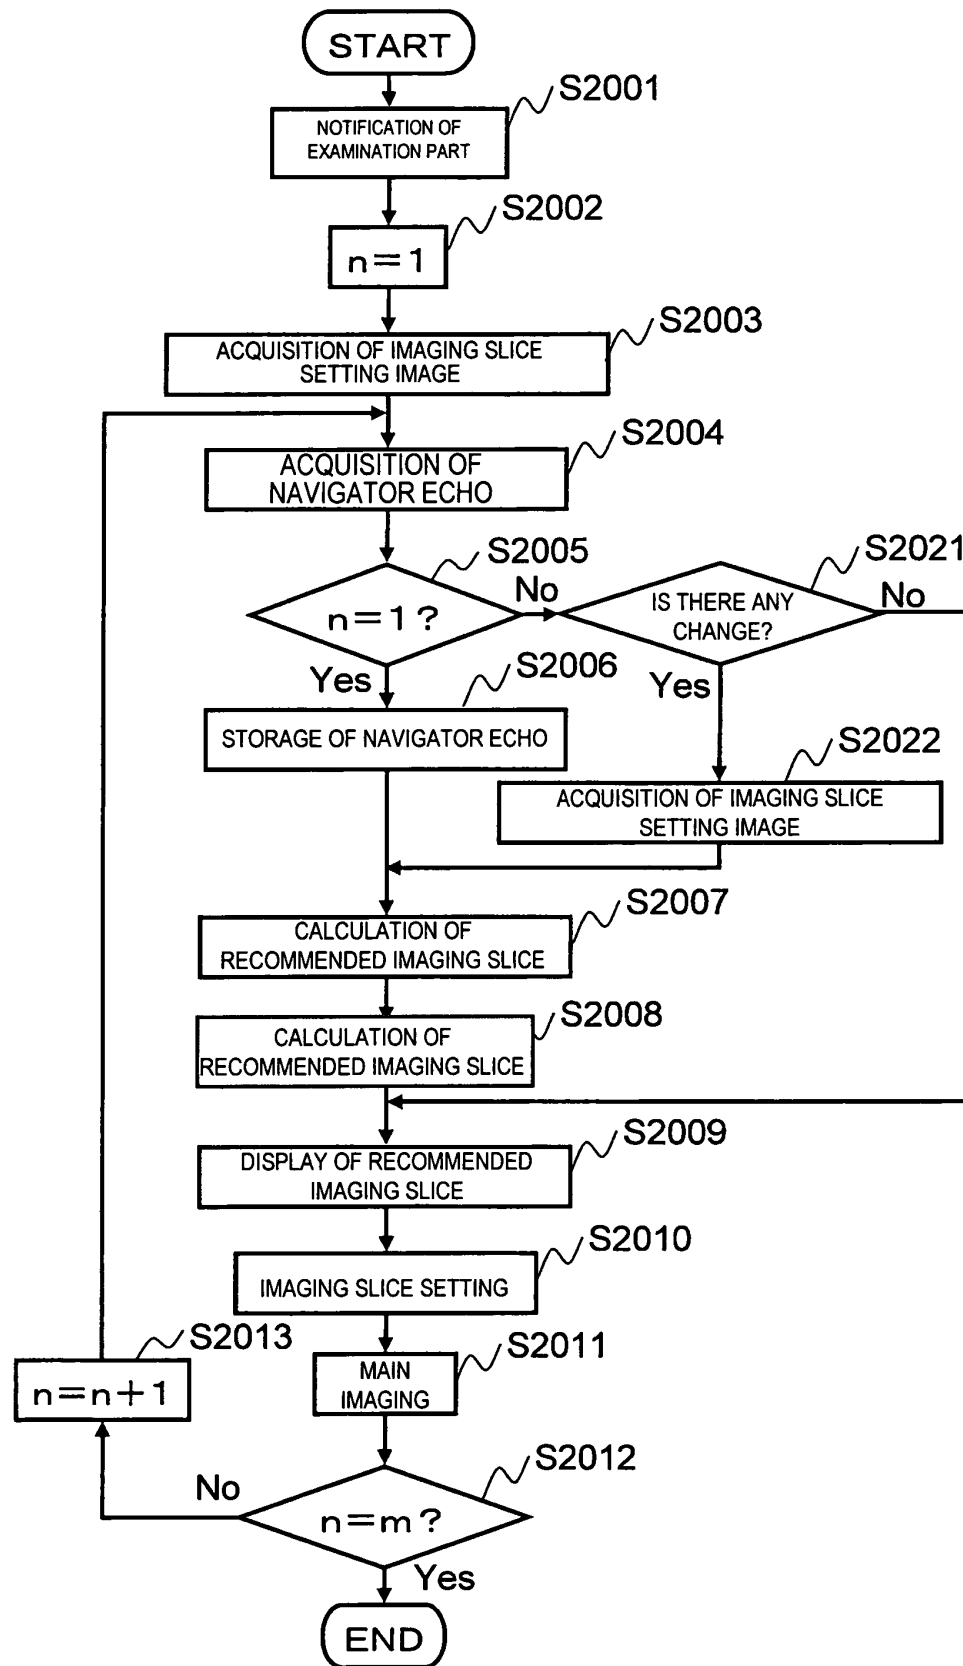 START
S2001
NOTIFICATION OF
EXAMINATION PART
S2002
n=1
S2003
ACQUISITION OF IMAGING SLICE
SETTING IMAGE
S2004
ACQUISITION OF
NAVIGATOR ECHO
S2005
n=1?
No
S2021
IS THERE ANY
CHANGE?
No
Yes
S2006
STORAGE OF NAVIGATOR ECHO
Yes
S2022
ACQUISITION OF IMAGING SLICE
SETTING IMAGE
S2007
CALCULATION OF
RECOMMENDED IMAGING SLICE
S2008
CALCULATION OF
RECOMMENDED IMAGING SLICE
S2009
DISPLAY OF RECOMMENDED
IMAGING SLICE
S2010
IMAGING SLICE SETTING
S2011
MAIN
IMAGING
S2013
n=n+1
S2012
n=m?
No
Yes
END